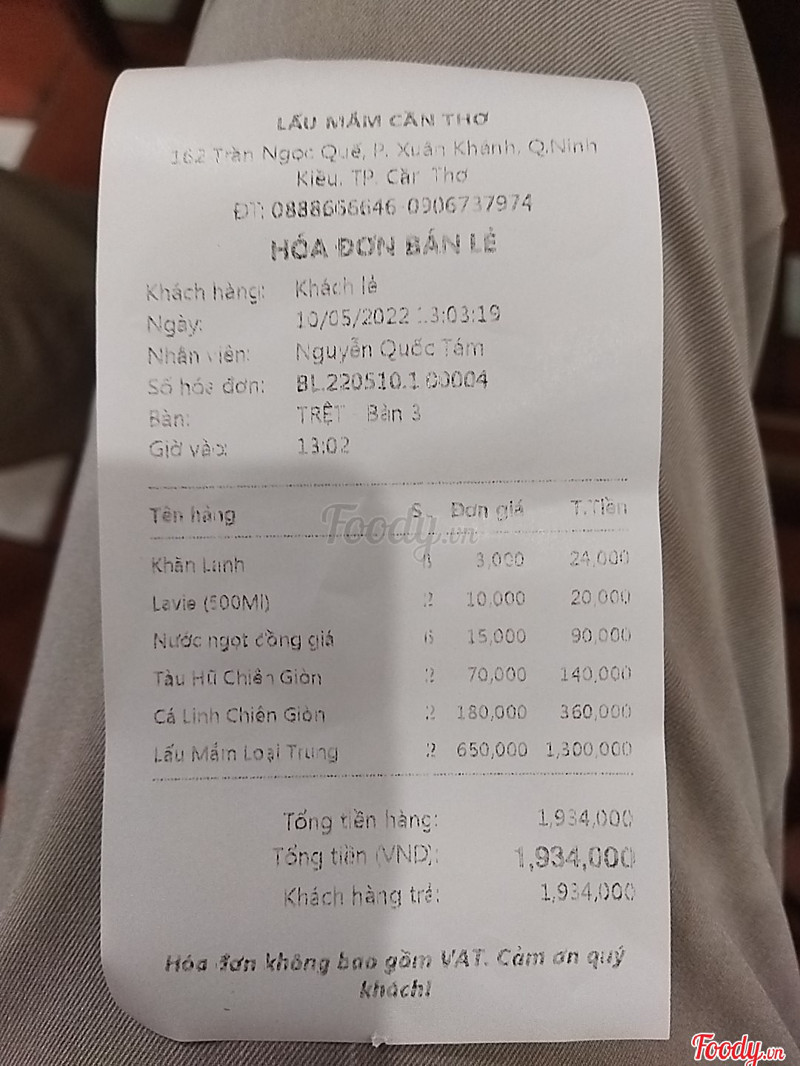 LẨU MẮM CẦN THƠ
162 Trần Ngọc Quế, P. Xuân Khánh, Q.Ninh
Kiều, TP. Cần Thơ
ĐT: 0888666646-0906737974
HÓA ĐƠN BÁN LẺ
Khách hàng: Khách lẻ
Ngày: 10/05/2022 13:03:19
Nhân viên: Nguyễn Quốc Tám
Số hóa đơn: BL.220510.1.00004
Bàn: TRỆT - Bàn 3
Giờ vào: 13:02
Tên hàng S. Đơn giá T.Tiền
Khăn Lạnh 8 3,000 24,000
Lavie (500Ml) 2 10,000 20,000
Nước ngọt đồng giá 6 15,000 90,000
Tàu Hũ Chiên Giòn 2 70,000 140,000
Cá Linh Chiên Giòn 2 180,000 360,000
Lẩu Mắm Loại Trung 2 650,000 1,300,000
Tổng tiền hàng: 1,934,000
Tổng tiền (VND): 1,934,000
Khách hàng trả: 1,934,000
Hóa đơn không bao gồm VAT. Cảm ơn quý
khách!
Foody.vn
Foody.vn